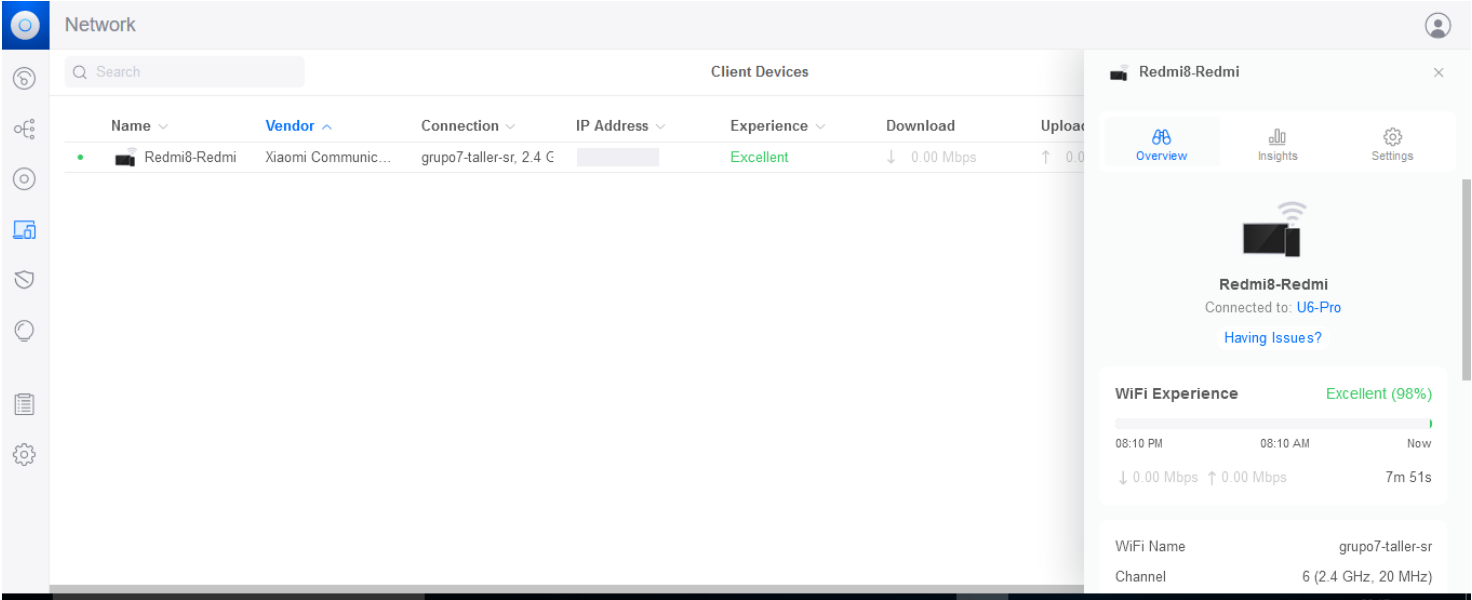 Network
Search
Client Devices
Name Vendor Connection IP Address Experience Download Upload
Redmi8-Redmi Xiaomi Communic... grupo7-taller-sr, 2.4 G Excellent ↓ 0.00 Mbps ↑ 0.0
Redmi8-Redmi
Overview Insights Settings
Redmi8-Redmi
Connected to: U6-Pro
Having Issues?
WiFi Experience Excellent (98%)
08:10 PM 08:10 AM Now
↓ 0.00 Mbps ↑ 0.00 Mbps 7m 51s
WiFi Name grupo7-taller-sr
Channel 6 (2.4 GHz, 20 MHz)